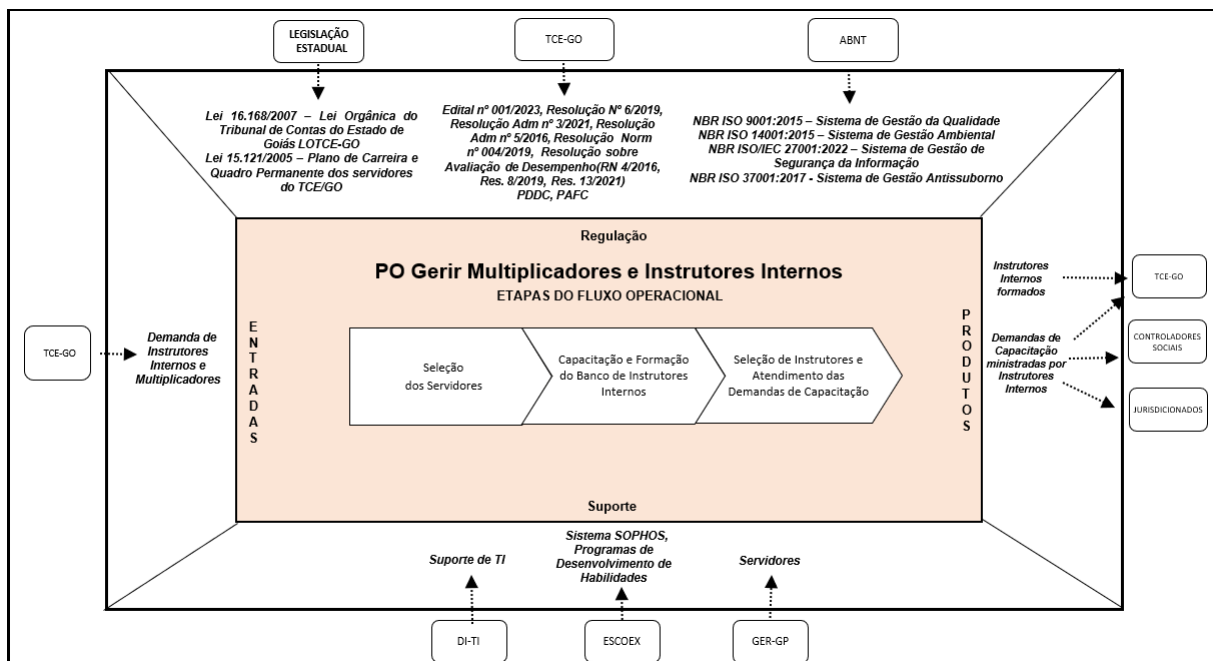 LEGISLAÇÃO
ESTADUAL
TCE-GO
ABNT
Lei 16.168/2007 – Lei Orgânica do
Tribunal de Contas do Estado de
Goiás LOTCE-GO
Lei 15.121/2005 – Plano de Carreira e
Quadro Permanente dos servidores
do TCE/GO
Edital nº 001/2023, Resolução Nº 6/2019,
Resolução Adm nº 3/2021, Resolução
Adm nº 5/2016, Resolução Norm
nº 004/2019, Resolução sobre
Avaliação de Desempenho(RN 4/2016,
Res. 8/2019, Res. 13/2021)
PDDC, PAFC
NBR ISO 9001:2015 – Sistema de Gestão da Qualidade
NBR ISO 14001:2015 – Sistema de Gestão Ambiental
NBR ISO/IEC 27001:2022 – Sistema de Gestão de
Segurança da Informação
NBR ISO 37001:2017 - Sistema de Gestão Antissuborno
Regulação
PO Gerir Multiplicadores e Instrutores Internos
ETAPAS DO FLUXO OPERACIONAL
TCE-GO
Demanda de
Instrutores
Internos e
Multiplicadores
ENTRADAS
Seleção
dos Servidores
Capacitação e Formação
do Banco de Instrutores
Internos
Seleção de Instrutores e
Atendimento das
Demandas de Capacitação
PRODUTOS
Instrutores
Internos
formados
Demandas de
Capacitação
ministradas por
Instrutores
Internos
TCE-GO
CONTROLADORES
SOCIAIS
JURISDICIONADOS
Suporte
Suporte de TI
Sistema SOPHOS,
Programas de
Desenvolvimento de
Habilidades
Servidores
DI-TI
ESCOEX
GER-GP